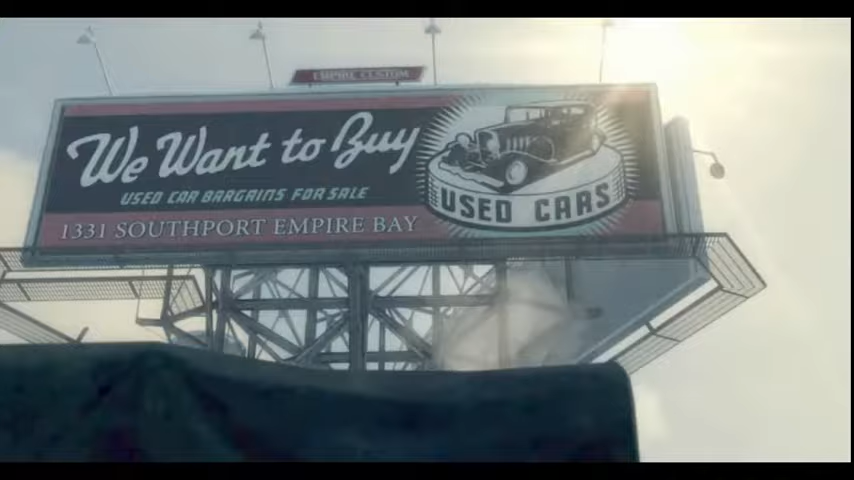 EMPIRE CUSTOM
We Want to Buy
USED CAR BARGAINS FOR SALE
1331 SOUTHPORT EMPIRE BAY
USED CARS